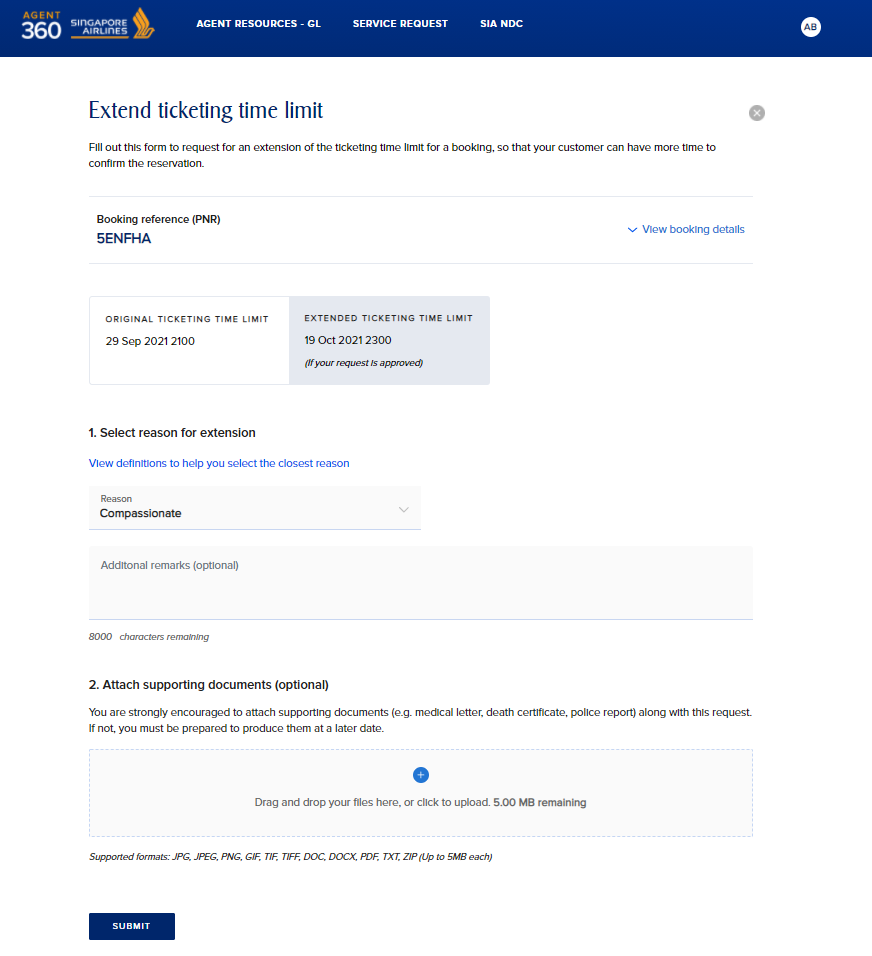 AGENT
360
SINGAPORE
AIRLINES
AGENT RESOURCES - GL
SERVICE REQUEST
SIA NDC
AB
Extend ticketing time limit
Fill out this form to request for an extension of the ticketing time limit for a booking, so that your customer can have more time to
confirm the reservation.
Booking reference (PNR)
5ENFHA
View booking details
ORIGINAL TICKETING TIME LIMIT
29 Sep 2021 2100
EXTENDED TICKETING TIME LIMIT
19 Oct 2021 2300
(If your request is approved)
1. Select reason for extension
View definitions to help you select the closest reason
Reason
Compassionate
Additonal remarks (optional)
8000 characters remaining
2. Attach supporting documents (optional)
You are strongly encouraged to attach supporting documents (e.g. medical letter, death certificate, police report) along with this request.
If not, you must be prepared to produce them at a later date.
Drag and drop your files here, or click to upload. 5.00 MB remaining
Supported formats: JPG, JPEG, PNG, GIF, TIF, TIFF, DOC, DOCX, PDF, TXT, ZIP (Up to 5MB each)
SUBMIT